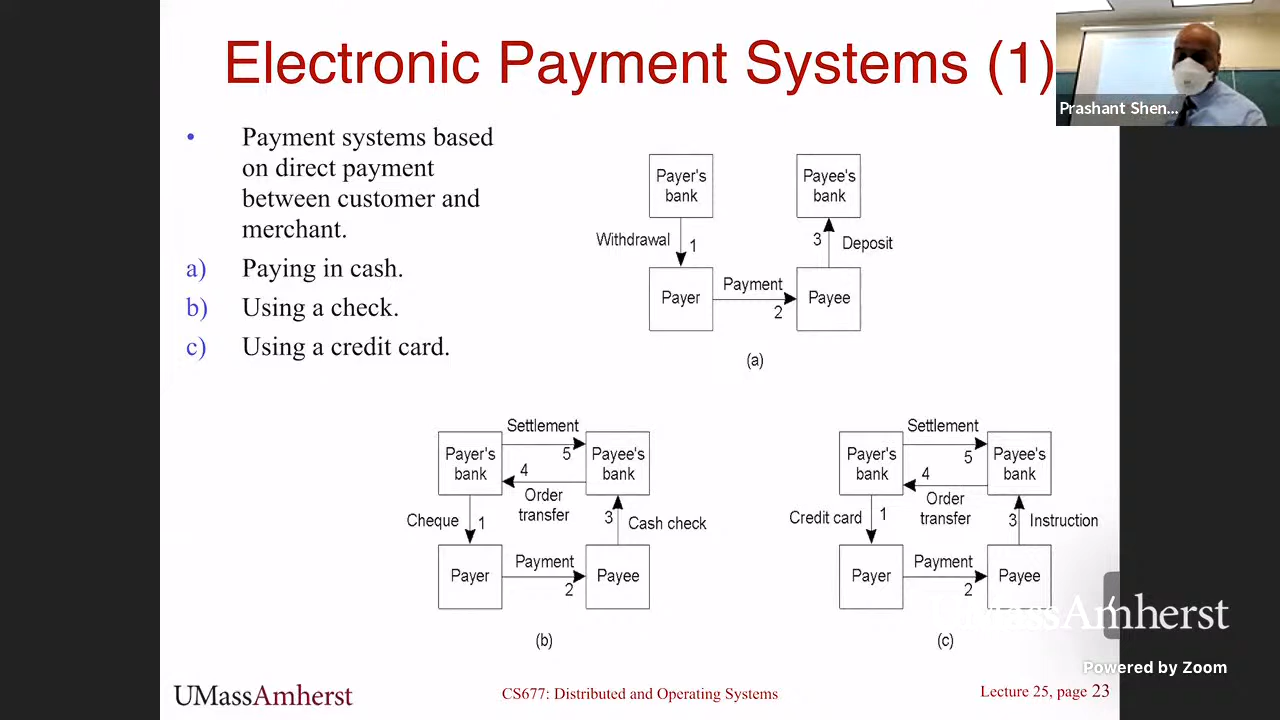 Electronic Payment Systems (1)
Prashant Shen...
• Payment systems based
on direct payment
between customer and
merchant.
a) Paying in cash.
b) Using a check.
c) Using a credit card.
Payer's
bank
Payee's
bank
Withdrawal
1
3
Deposit
Payer
Payment
2
Payee
(a)
Settlement
5
Payer's
bank
Payee's
bank
4
Order
transfer
Cheque
1
3
Cash check
Payer
Payment
2
Payee
(b)
Settlement
5
Payer's
bank
Payee's
bank
4
Order
transfer
Credit card
1
3
Instruction
Payer
Payment
2
Payee
(c)
UMassAmherst
Powered by Zoom
UMassAmherst
CS677: Distributed and Operating Systems
Lecture 25, page 23